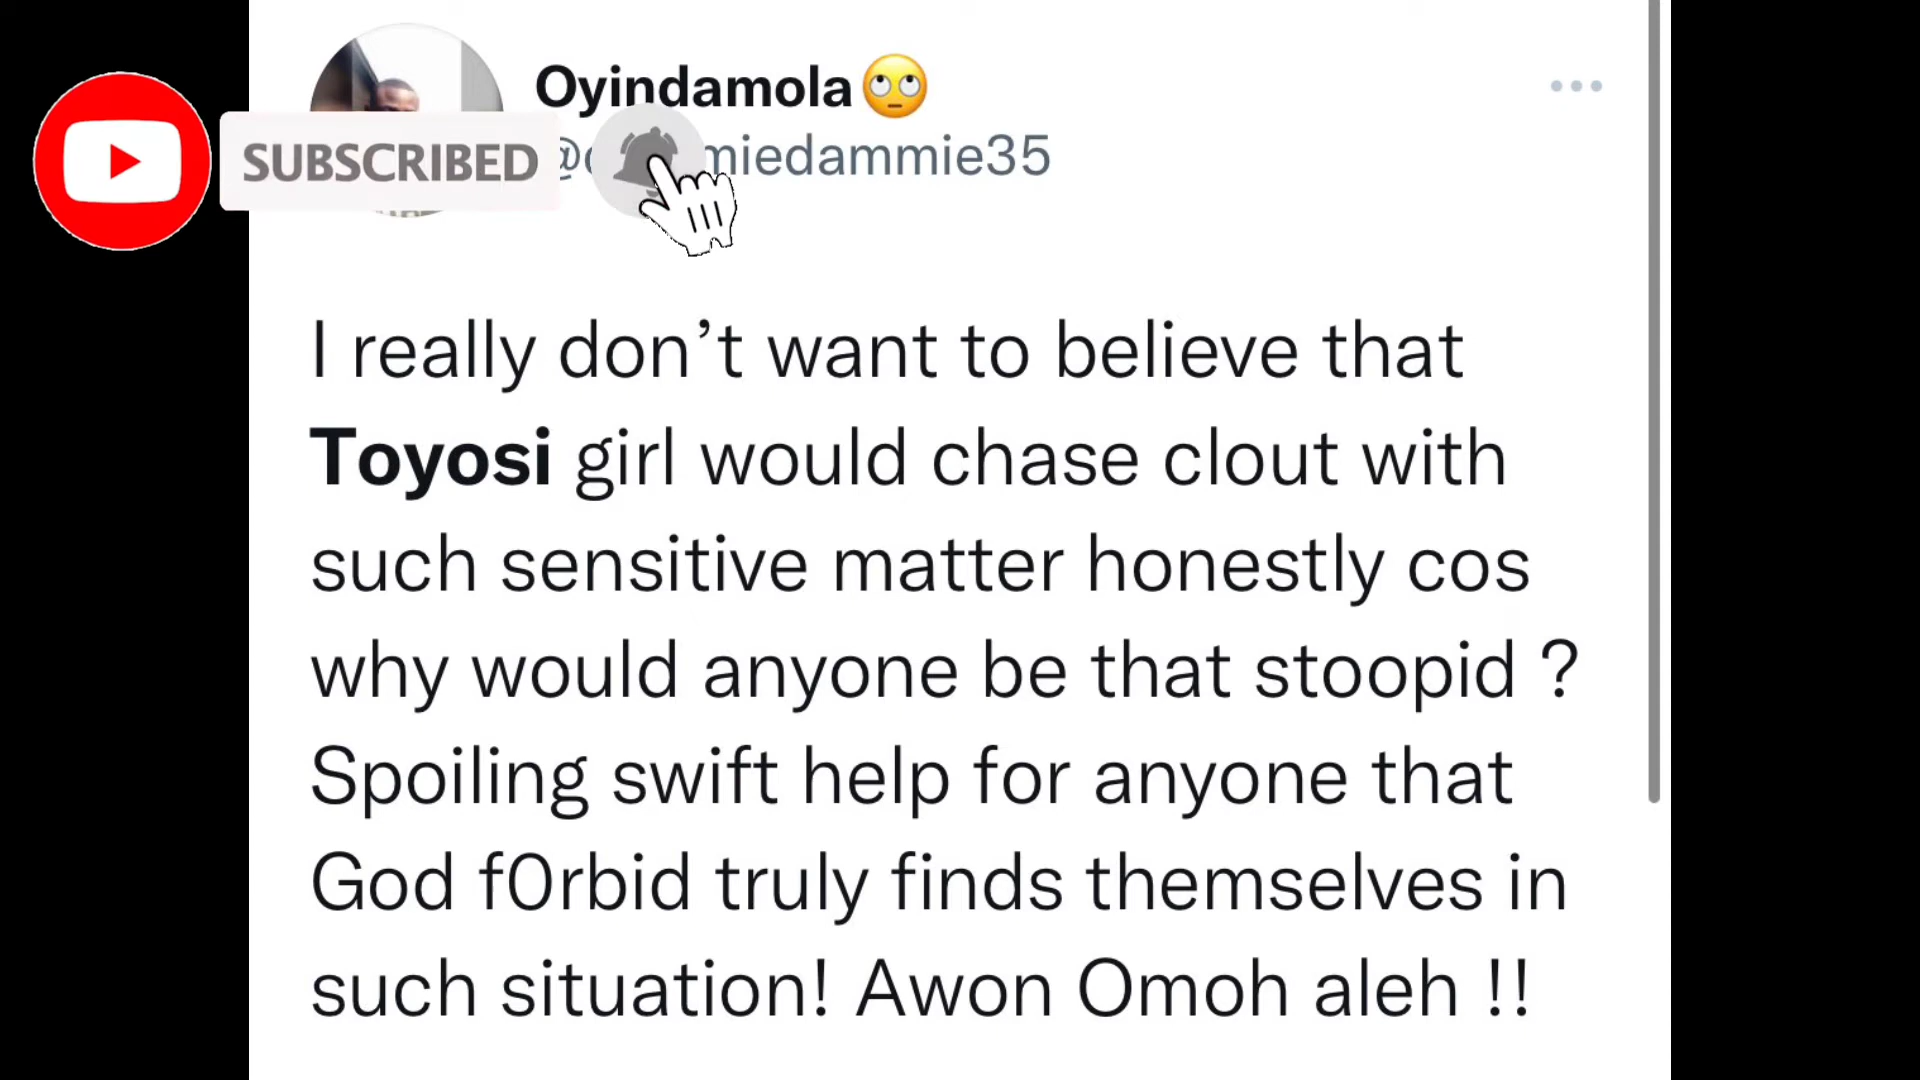 Oyindamola🙄
SUBSCRIBED
miedammie35
I really don’t want to believe that
Toyosi girl would chase clout with
such sensitive matter honestly cos
why would anyone be that stoopid ?
Spoiling swift help for anyone that
God f0rbid truly finds themselves in
such situation! Awon Omoh aleh !!